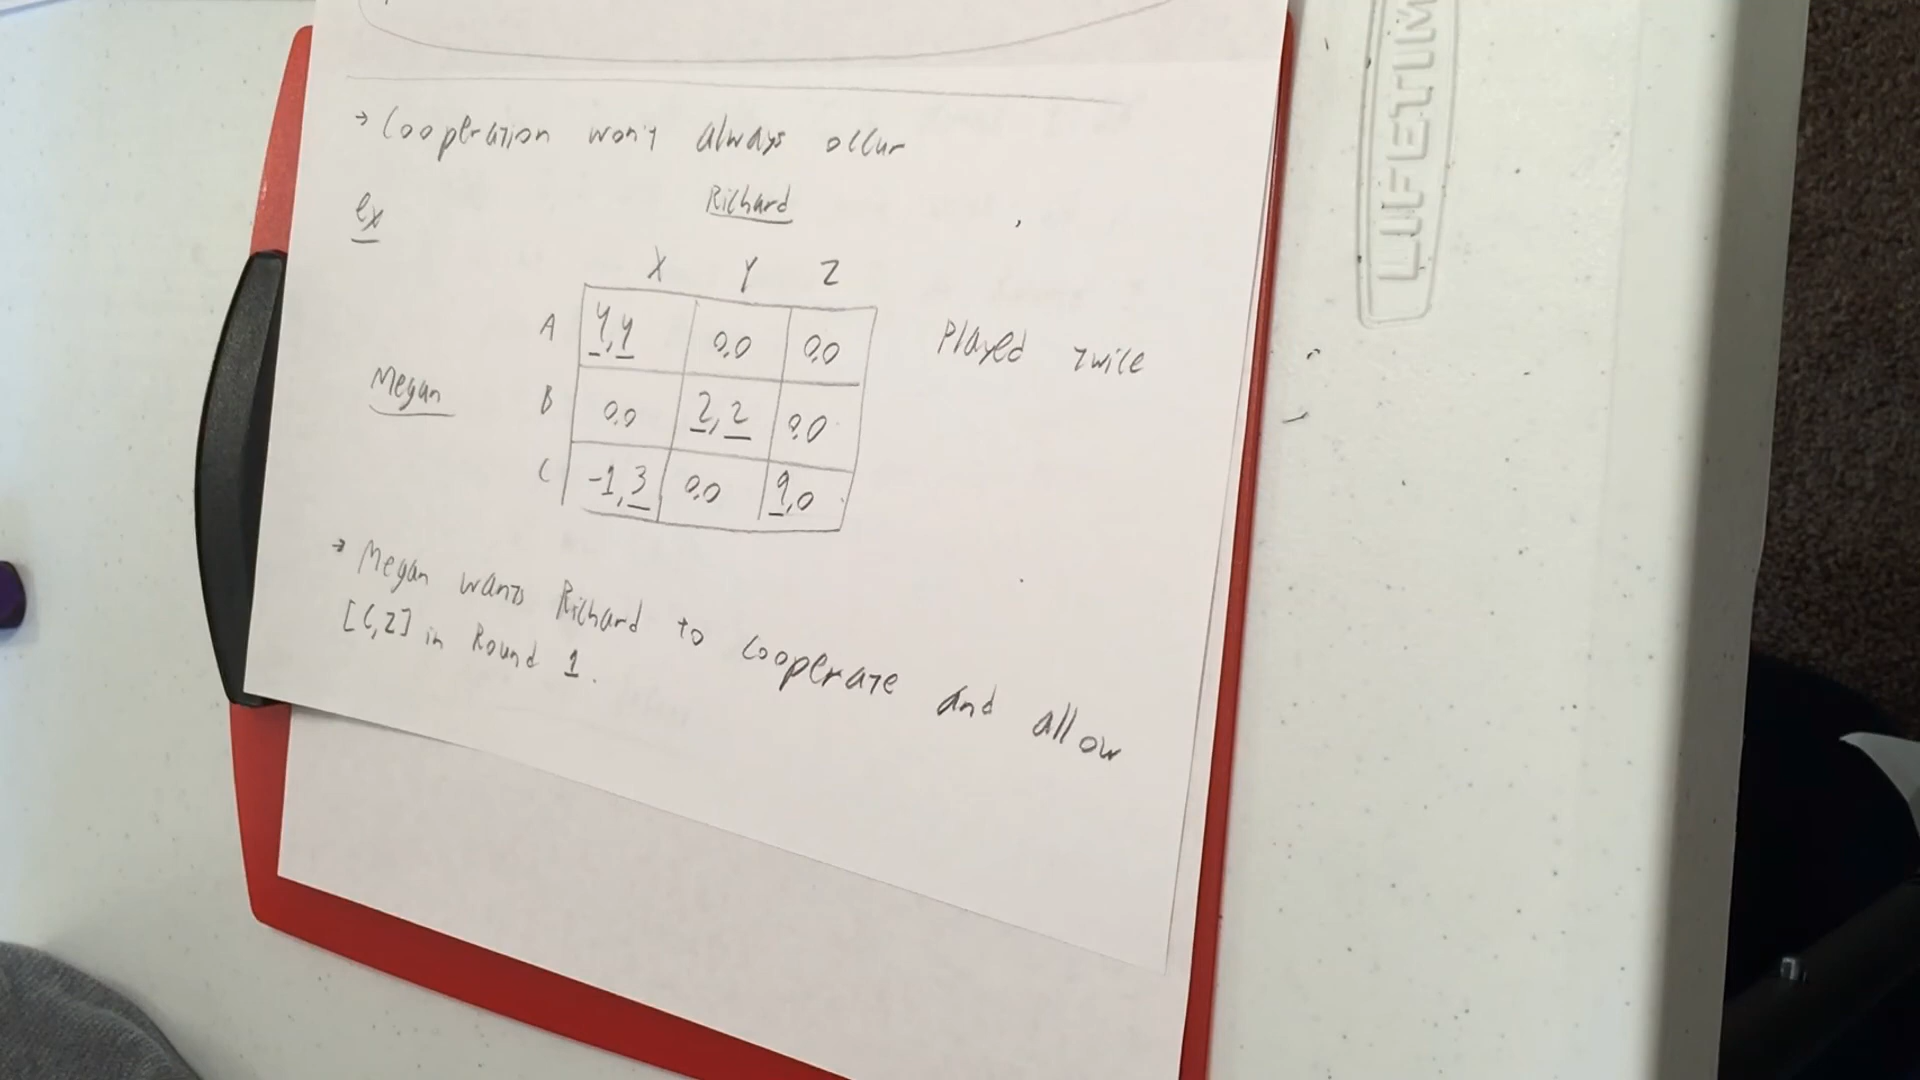 → Cooperation won't always occur
ex
Richard
X Y Z
A 4,4 0,0 0,0
Played twice
Megan
B 0,0 2,2 0,0
C -1,3 0,0 9,0
→ Megan wants Richard to cooperate and allow
[C,Z] in Round 1.
LIFETIM